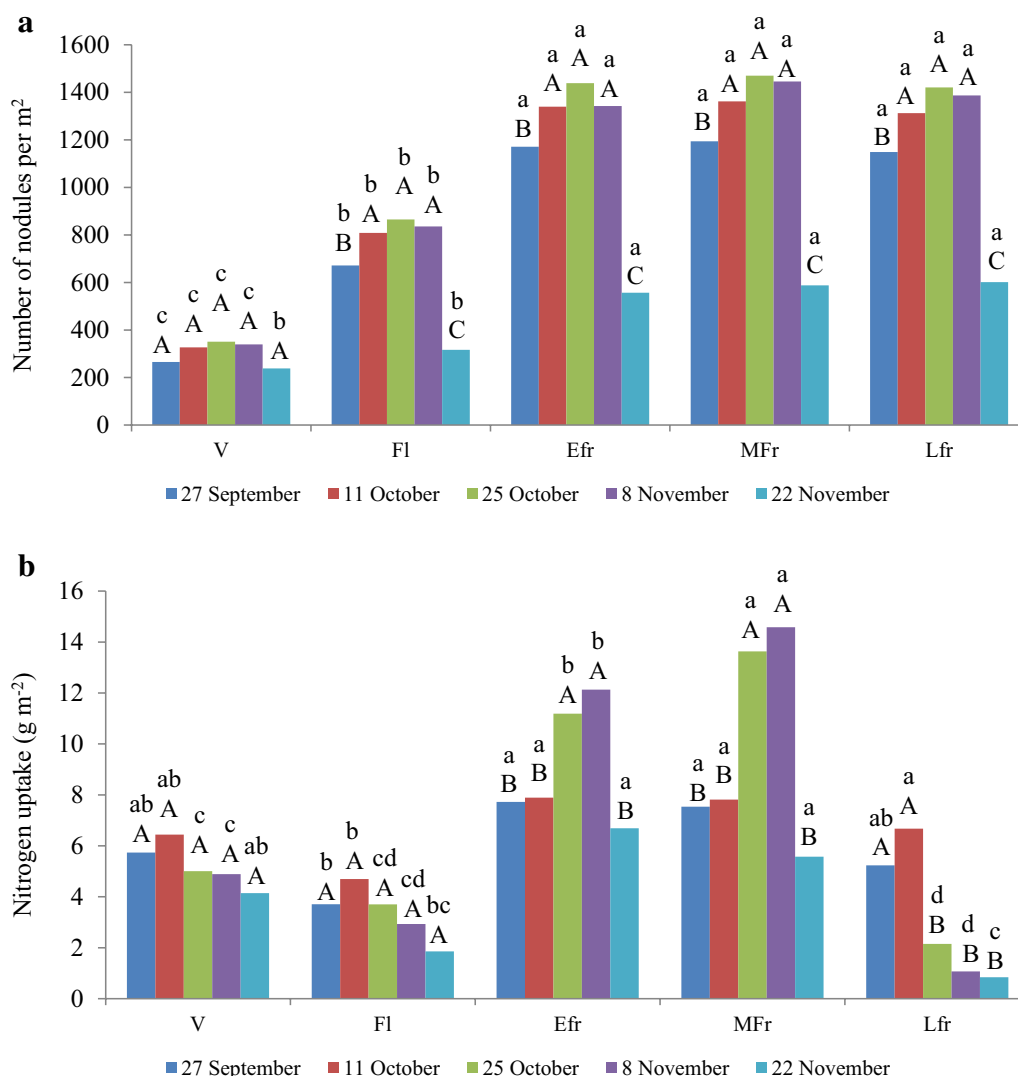 a
Number of nodules per m²
1600
1400
1200
1000
800
600
400
200
0
c c c c b
A A A A A
b b b b b
B A A A C
a a a a a
B A A A C
a a a a a
B A A A C
a a a a a
B A A A C
V Fl Efr MFr Lfr
27 September 11 October 25 October 8 November 22 November
b
Nitrogen uptake (g m⁻²)
16
14
12
10
8
6
4
2
0
ab ab c c ab
A A A A A
b b cd cd bc
A A A A A
a a b b a
B B A A B
a a a a a
B B A A B
ab a d d c
A A B B B
V Fl Efr MFr Lfr
27 September 11 October 25 October 8 November 22 November